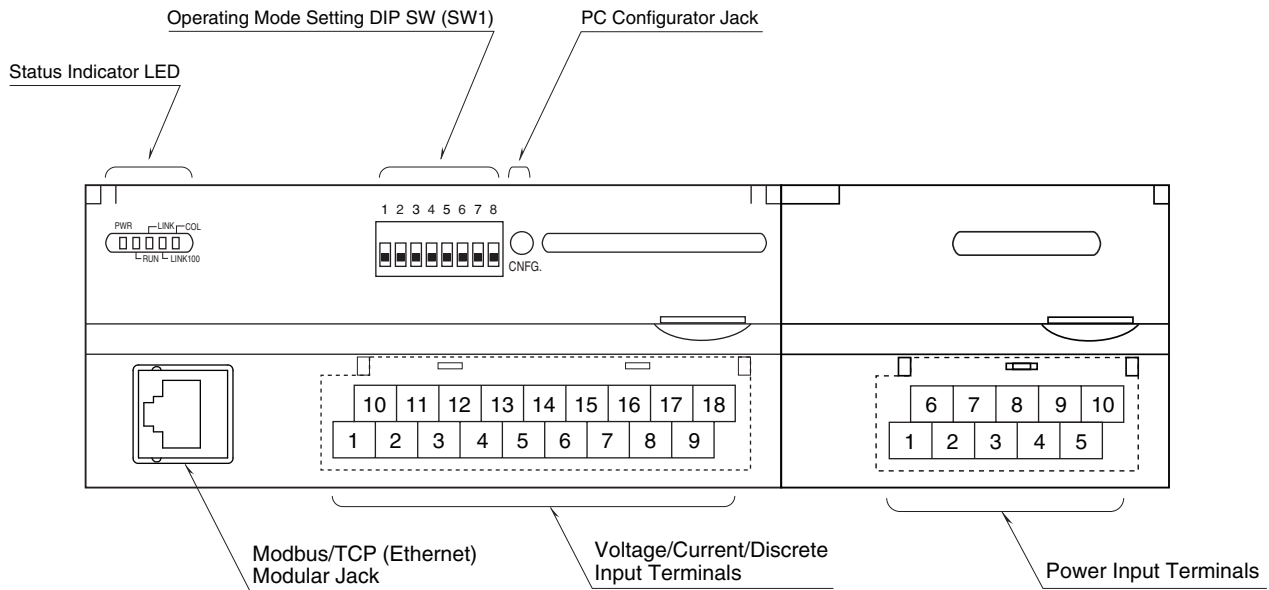 Operating Mode Setting DIP SW (SW1)
PC Configurator Jack
Status Indicator LED
1 2 3 4 5 6 7 8
PWR LINK COL
RUN LINK100
CNFG.
10 11 12 13 14 15 16 17 18
1 2 3 4 5 6 7 8 9
6 7 8 9 10
1 2 3 4 5
Modbus/TCP (Ethernet)
Modular Jack
Voltage/Current/Discrete
Input Terminals
Power Input Terminals